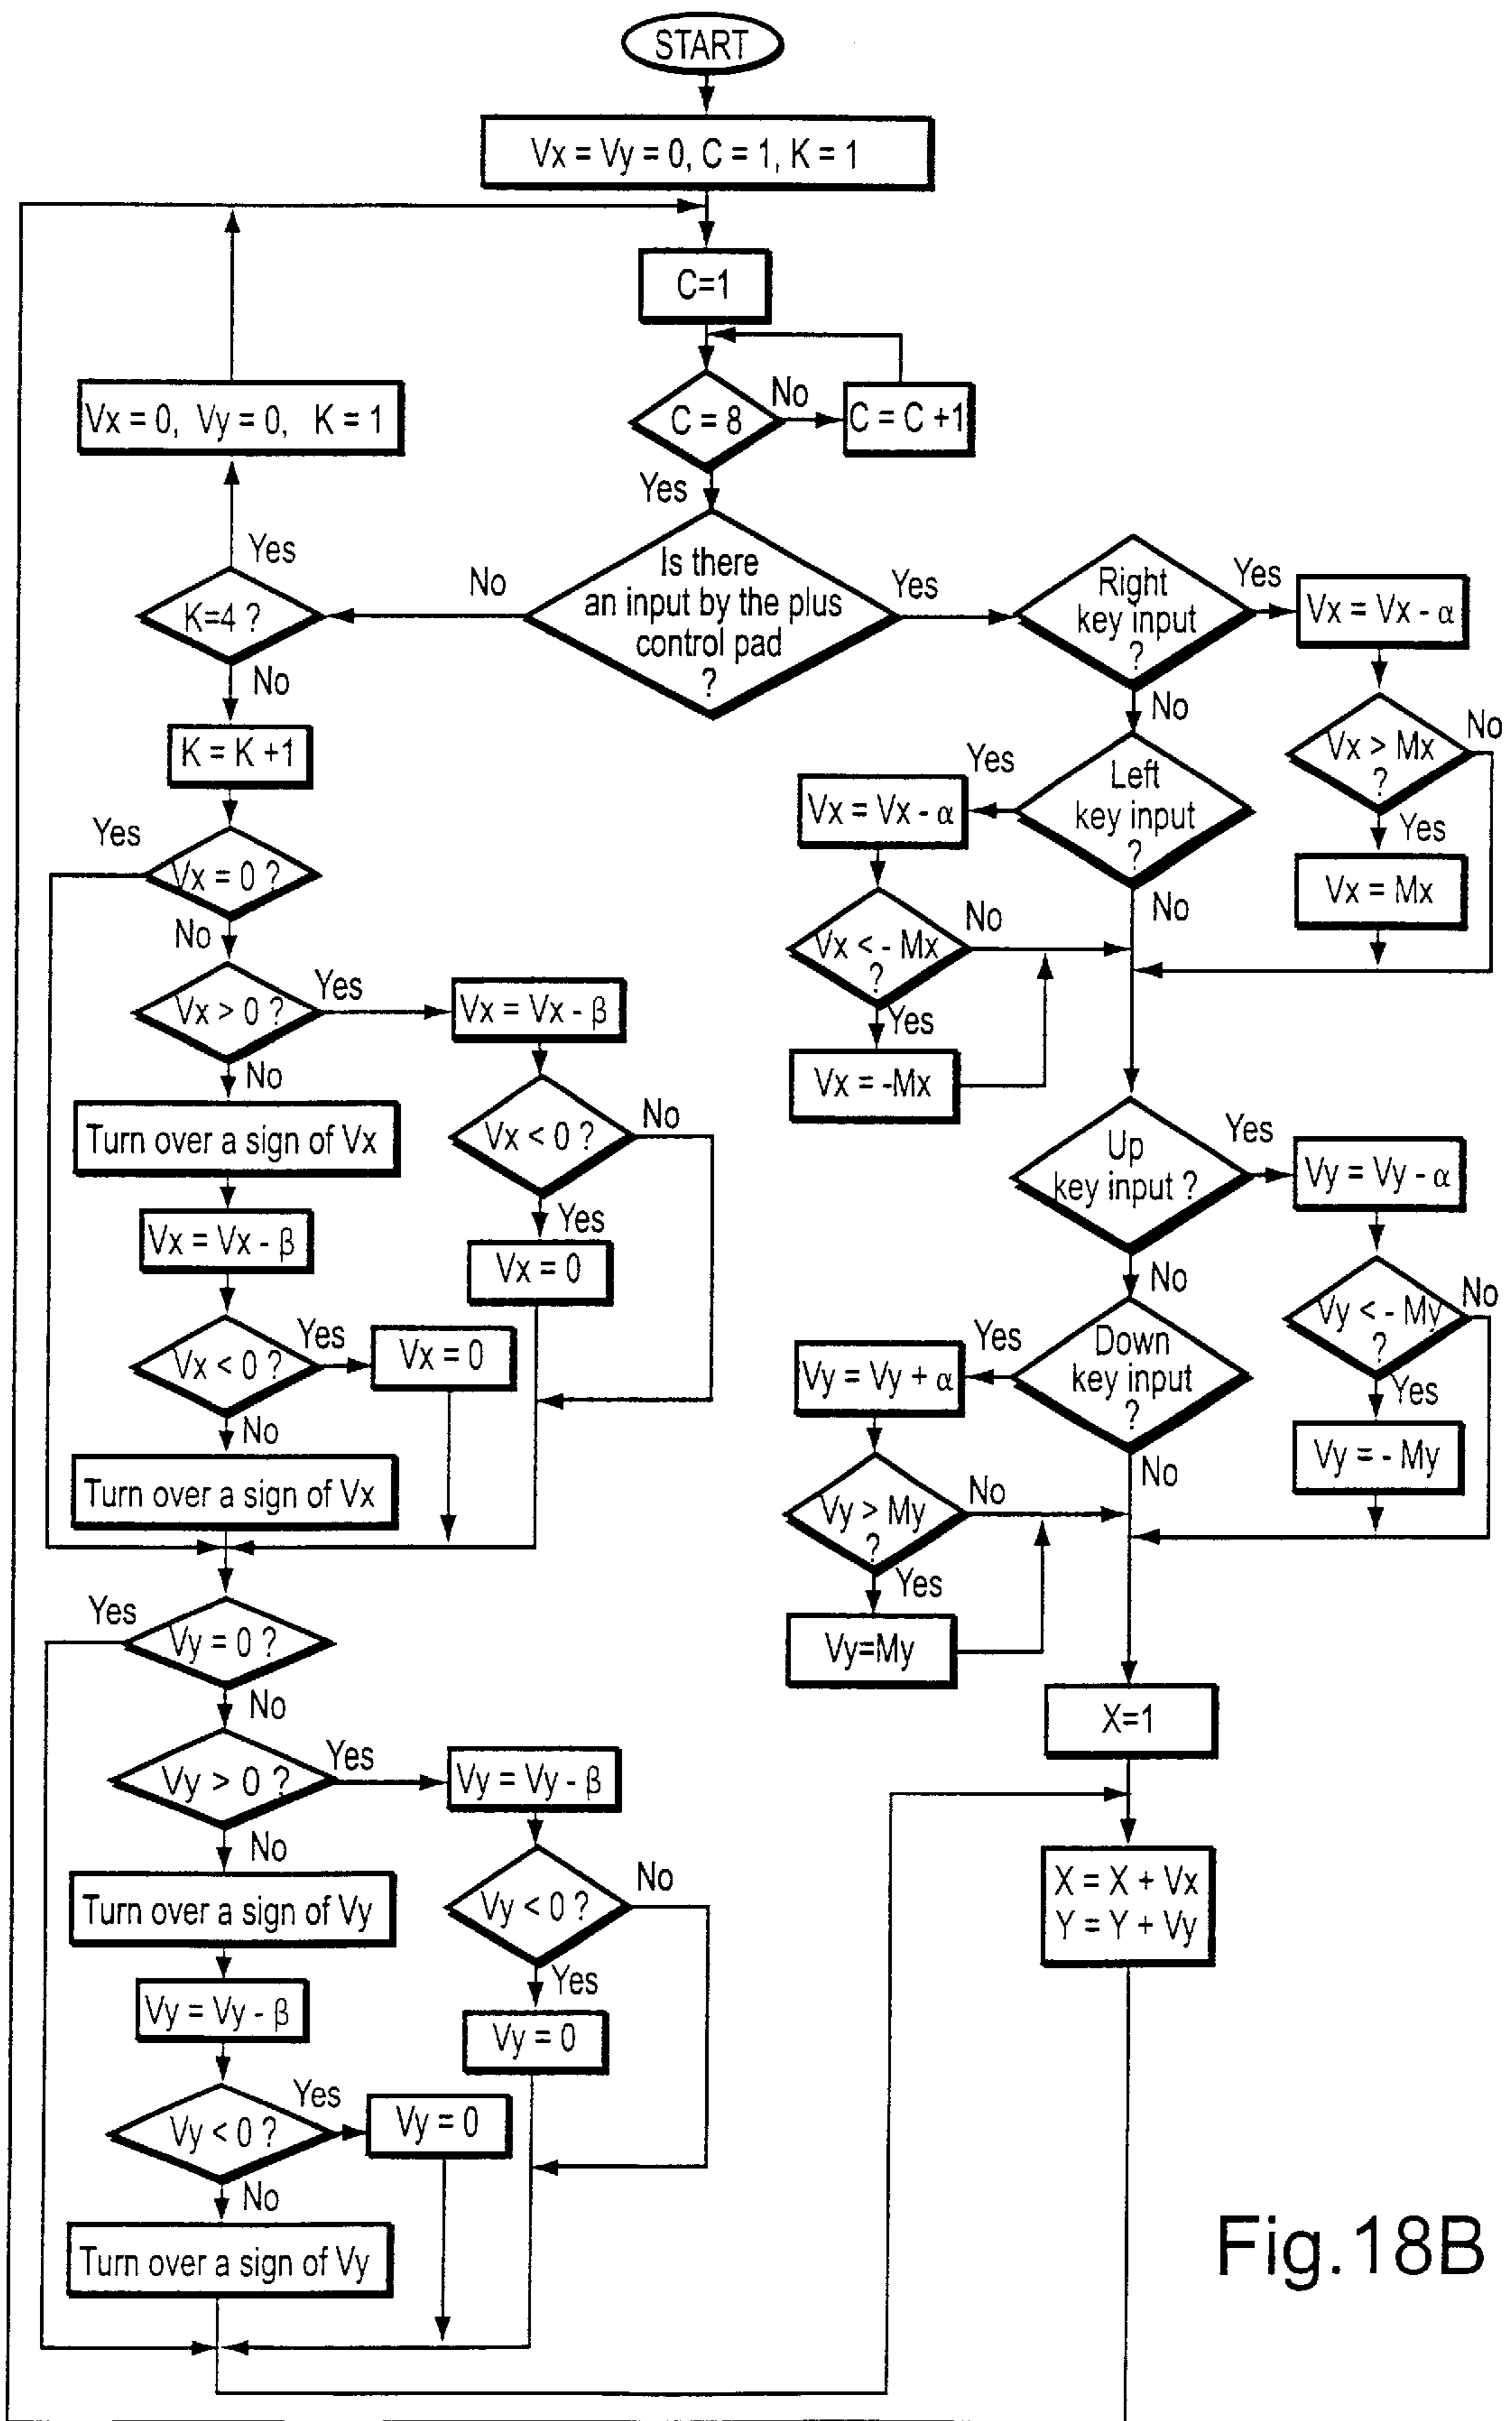 START
Vx = Vy = 0, C = 1, K = 1
C=1
C = 8
No
C = C +1
Yes
Is there
an input by the plus
control pad
?
No
Yes
K=4 ?
Yes
Vx = 0, Vy = 0, K = 1
No
K = K +1
Vx = 0 ?
Yes
No
Vx > 0 ?
Yes
Vx = Vx - β
Vx < 0 ?
No
Yes
Vx = 0
No
Turn over a sign of Vx
Vx = Vx - β
Vx < 0 ?
Yes
Vx = 0
No
Turn over a sign of Vx
Yes
Vy = 0 ?
No
Vy > 0 ?
Yes
Vy = Vy - β
Vy < 0 ?
No
Yes
Vy = 0
No
Turn over a sign of Vy
Vy = Vy - β
Vy < 0 ?
Yes
Vy = 0
No
Turn over a sign of Vy
Right
key input
?
Yes
Vx = Vx - α
Vx > Mx
?
No
Yes
Vx = Mx
No
Left
key input
?
Yes
Vx = Vx - α
Vx < - Mx
?
No
Yes
Vx = -Mx
No
Up
key input ?
Yes
Vy = Vy - α
Vy < - My
?
No
Yes
Vy = - My
No
Down
key input
?
Yes
Vy = Vy + α
Vy > My
?
No
Yes
Vy=My
No
X=1
X = X + Vx
Y = Y + Vy
Fig.18B